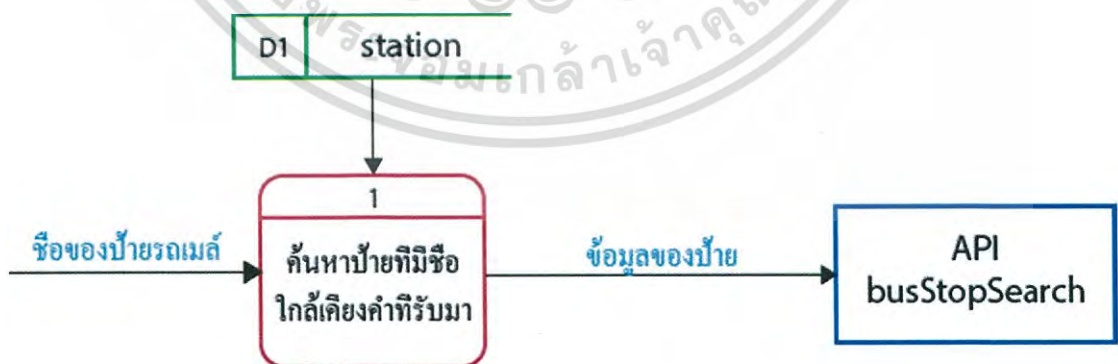 D1 station
1
ชื่อของป้ายรถเมล์
ค้นหาป้ายที่มีชื่อ
ใกล้เคียงคำที่รับมา
ข้อมูลของป้าย
API
busStopSearch